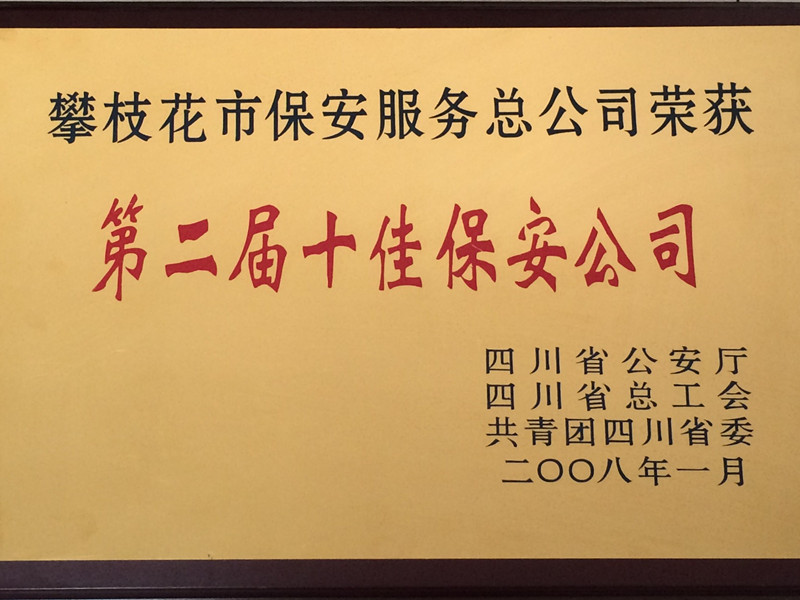 攀枝花市保安服务总公司荣获
第二届十佳保安公司
四川省公安厅
四川省总工会
共青团四川省委
二〇〇八年一月